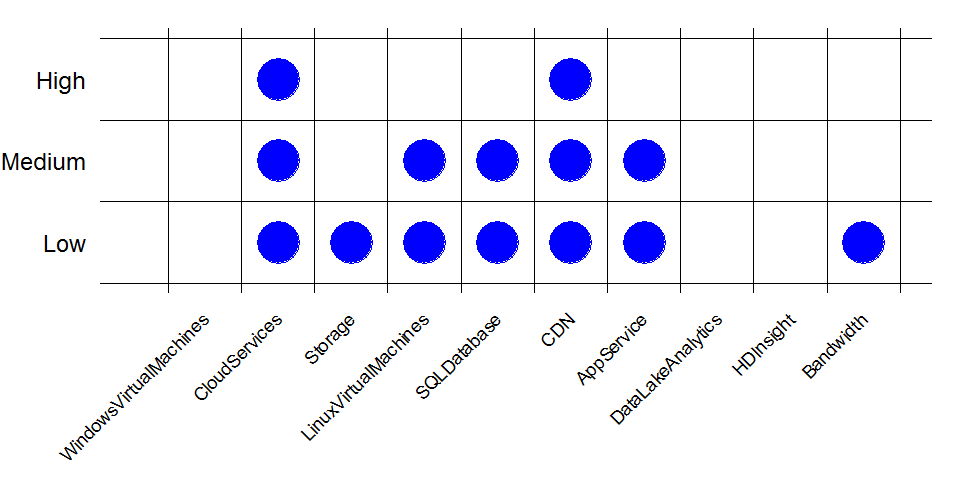 High
Medium
Low
WindowsVirtualMachines
CloudServices
Storage
LinuxVirtualMachines
SQLDatabase
CDN
AppService
DataLakeAnalytics
HDInsight
Bandwidth